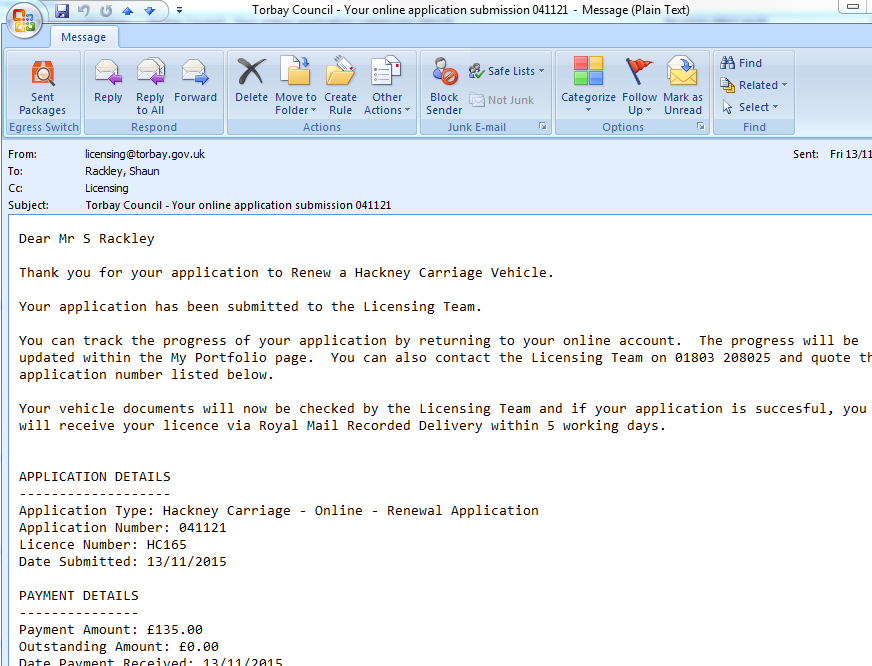 Torbay Council - Your online application submission 041121 - Message (Plain Text)
Message
Sent Packages
Reply
Reply to All
Forward
Delete
Move to Folder
Create Rule
Other Actions
Block Sender
Safe Lists
Not Junk
Categorize
Follow Up
Mark as Unread
Find
Related
Select
Egress Switch
Respond
Actions
Junk E-mail
Options
Find
From: licensing@torbay.gov.uk
Sent: Fri 13/11
To: Rackley, Shaun
Cc: Licensing
Subject: Torbay Council - Your online application submission 041121
Dear Mr S Rackley
Thank you for your application to Renew a Hackney Carriage Vehicle.
Your application has been submitted to the Licensing Team.
You can track the progress of your application by returning to your online account. The progress will be
updated within the My Portfolio page. You can also contact the Licensing Team on 01803 208025 and quote th
application number listed below.
Your vehicle documents will now be checked by the Licensing Team and if your application is succesful, you
will receive your licence via Royal Mail Recorded Delivery within 5 working days.
APPLICATION DETAILS
-------------------
Application Type: Hackney Carriage - Online - Renewal Application
Application Number: 041121
Licence Number: HC165
Date Submitted: 13/11/2015
PAYMENT DETAILS
---------------
Payment Amount: £135.00
Outstanding Amount: £0.00
Date Payment Received: 13/11/2015